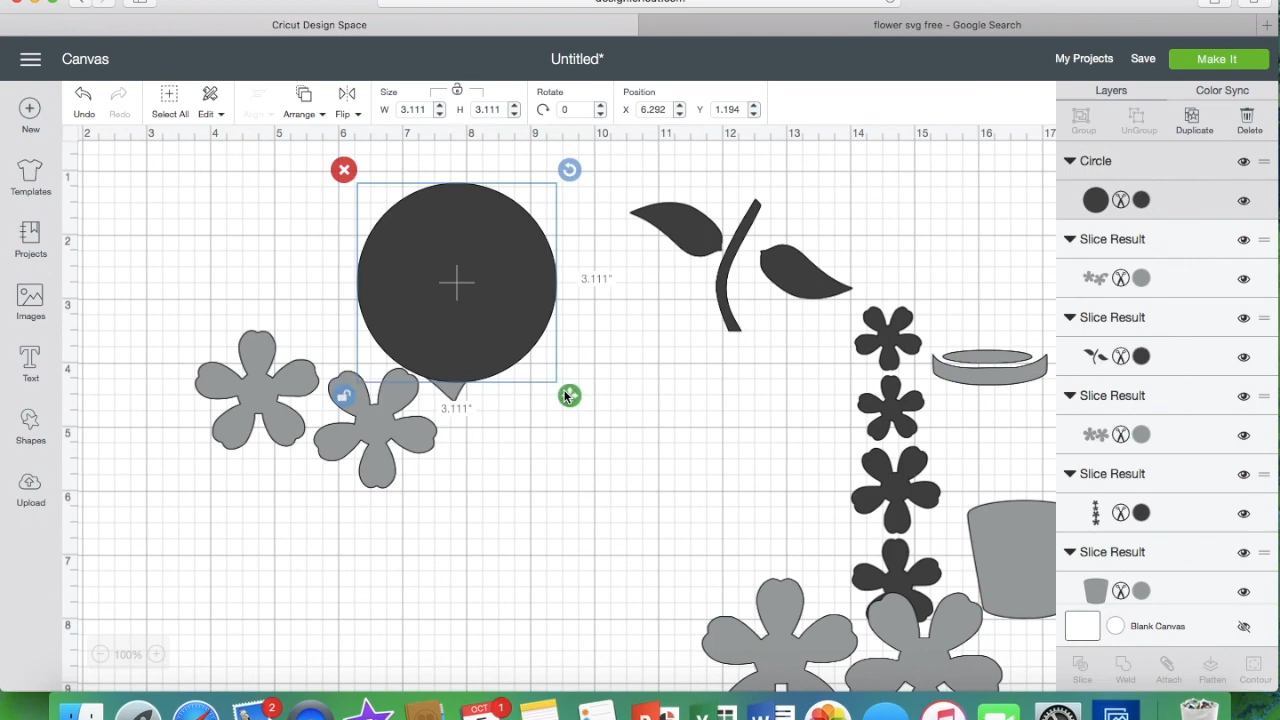 Cricut Design Space
flower svg free - Google Search
Canvas
Untitled*
My Projects
Save
Make It
Undo
Redo
Select All
Edit
Align
Arrange
Flip
Size
W 3.111
H 3.111
Rotate
0
Position
X 6.292
Y 1.194
Layers
Color Sync
Group
UnGroup
Duplicate
Delete
2 3 4 5 6 7 8 9 10 11 12 13 14 15 16 17
1
2
3
4
5
6
7
8
9
New
Templates
Projects
Images
Text
Shapes
Upload
3.111"
3.111"
100%
Circle
Slice Result
Slice Result
Slice Result
Slice Result
Slice Result
Blank Canvas
Slice
Weld
Attach
Flatten
Contour
2
OCT 1